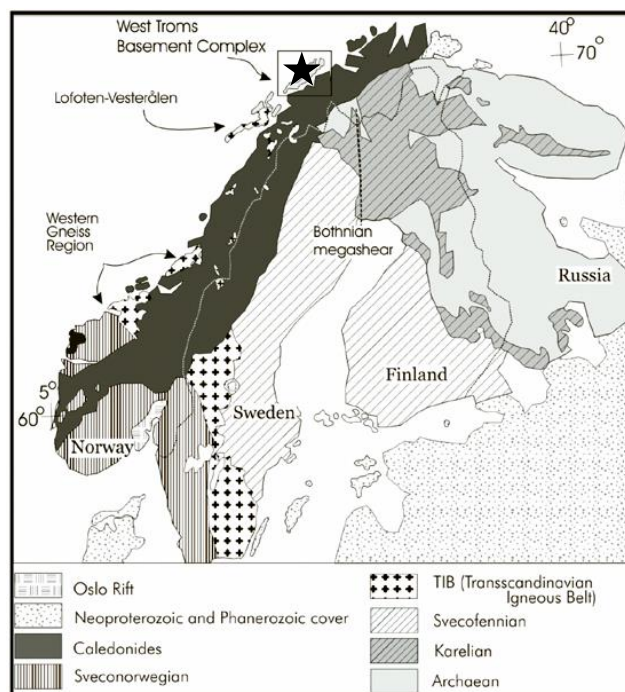 West Troms
Basement Complex
40°
70°
Lofoten-Vesterålen
Western
Gneiss
Region
Bothnian
megashear
Russia
Finland
5°
60°
Sweden
Norway
Oslo Rift
Neoproterozoic and Phanerozoic cover
Caledonides
Sveconorwegian
TIB (Transscandinavian
Igneous Belt)
Svecofennian
Karelian
Archaean